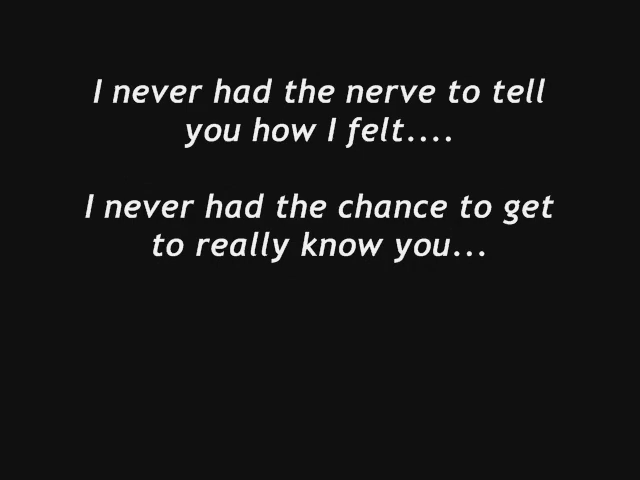 I never had the nerve to tell
you how I felt....
I never had the chance to get
to really know you...